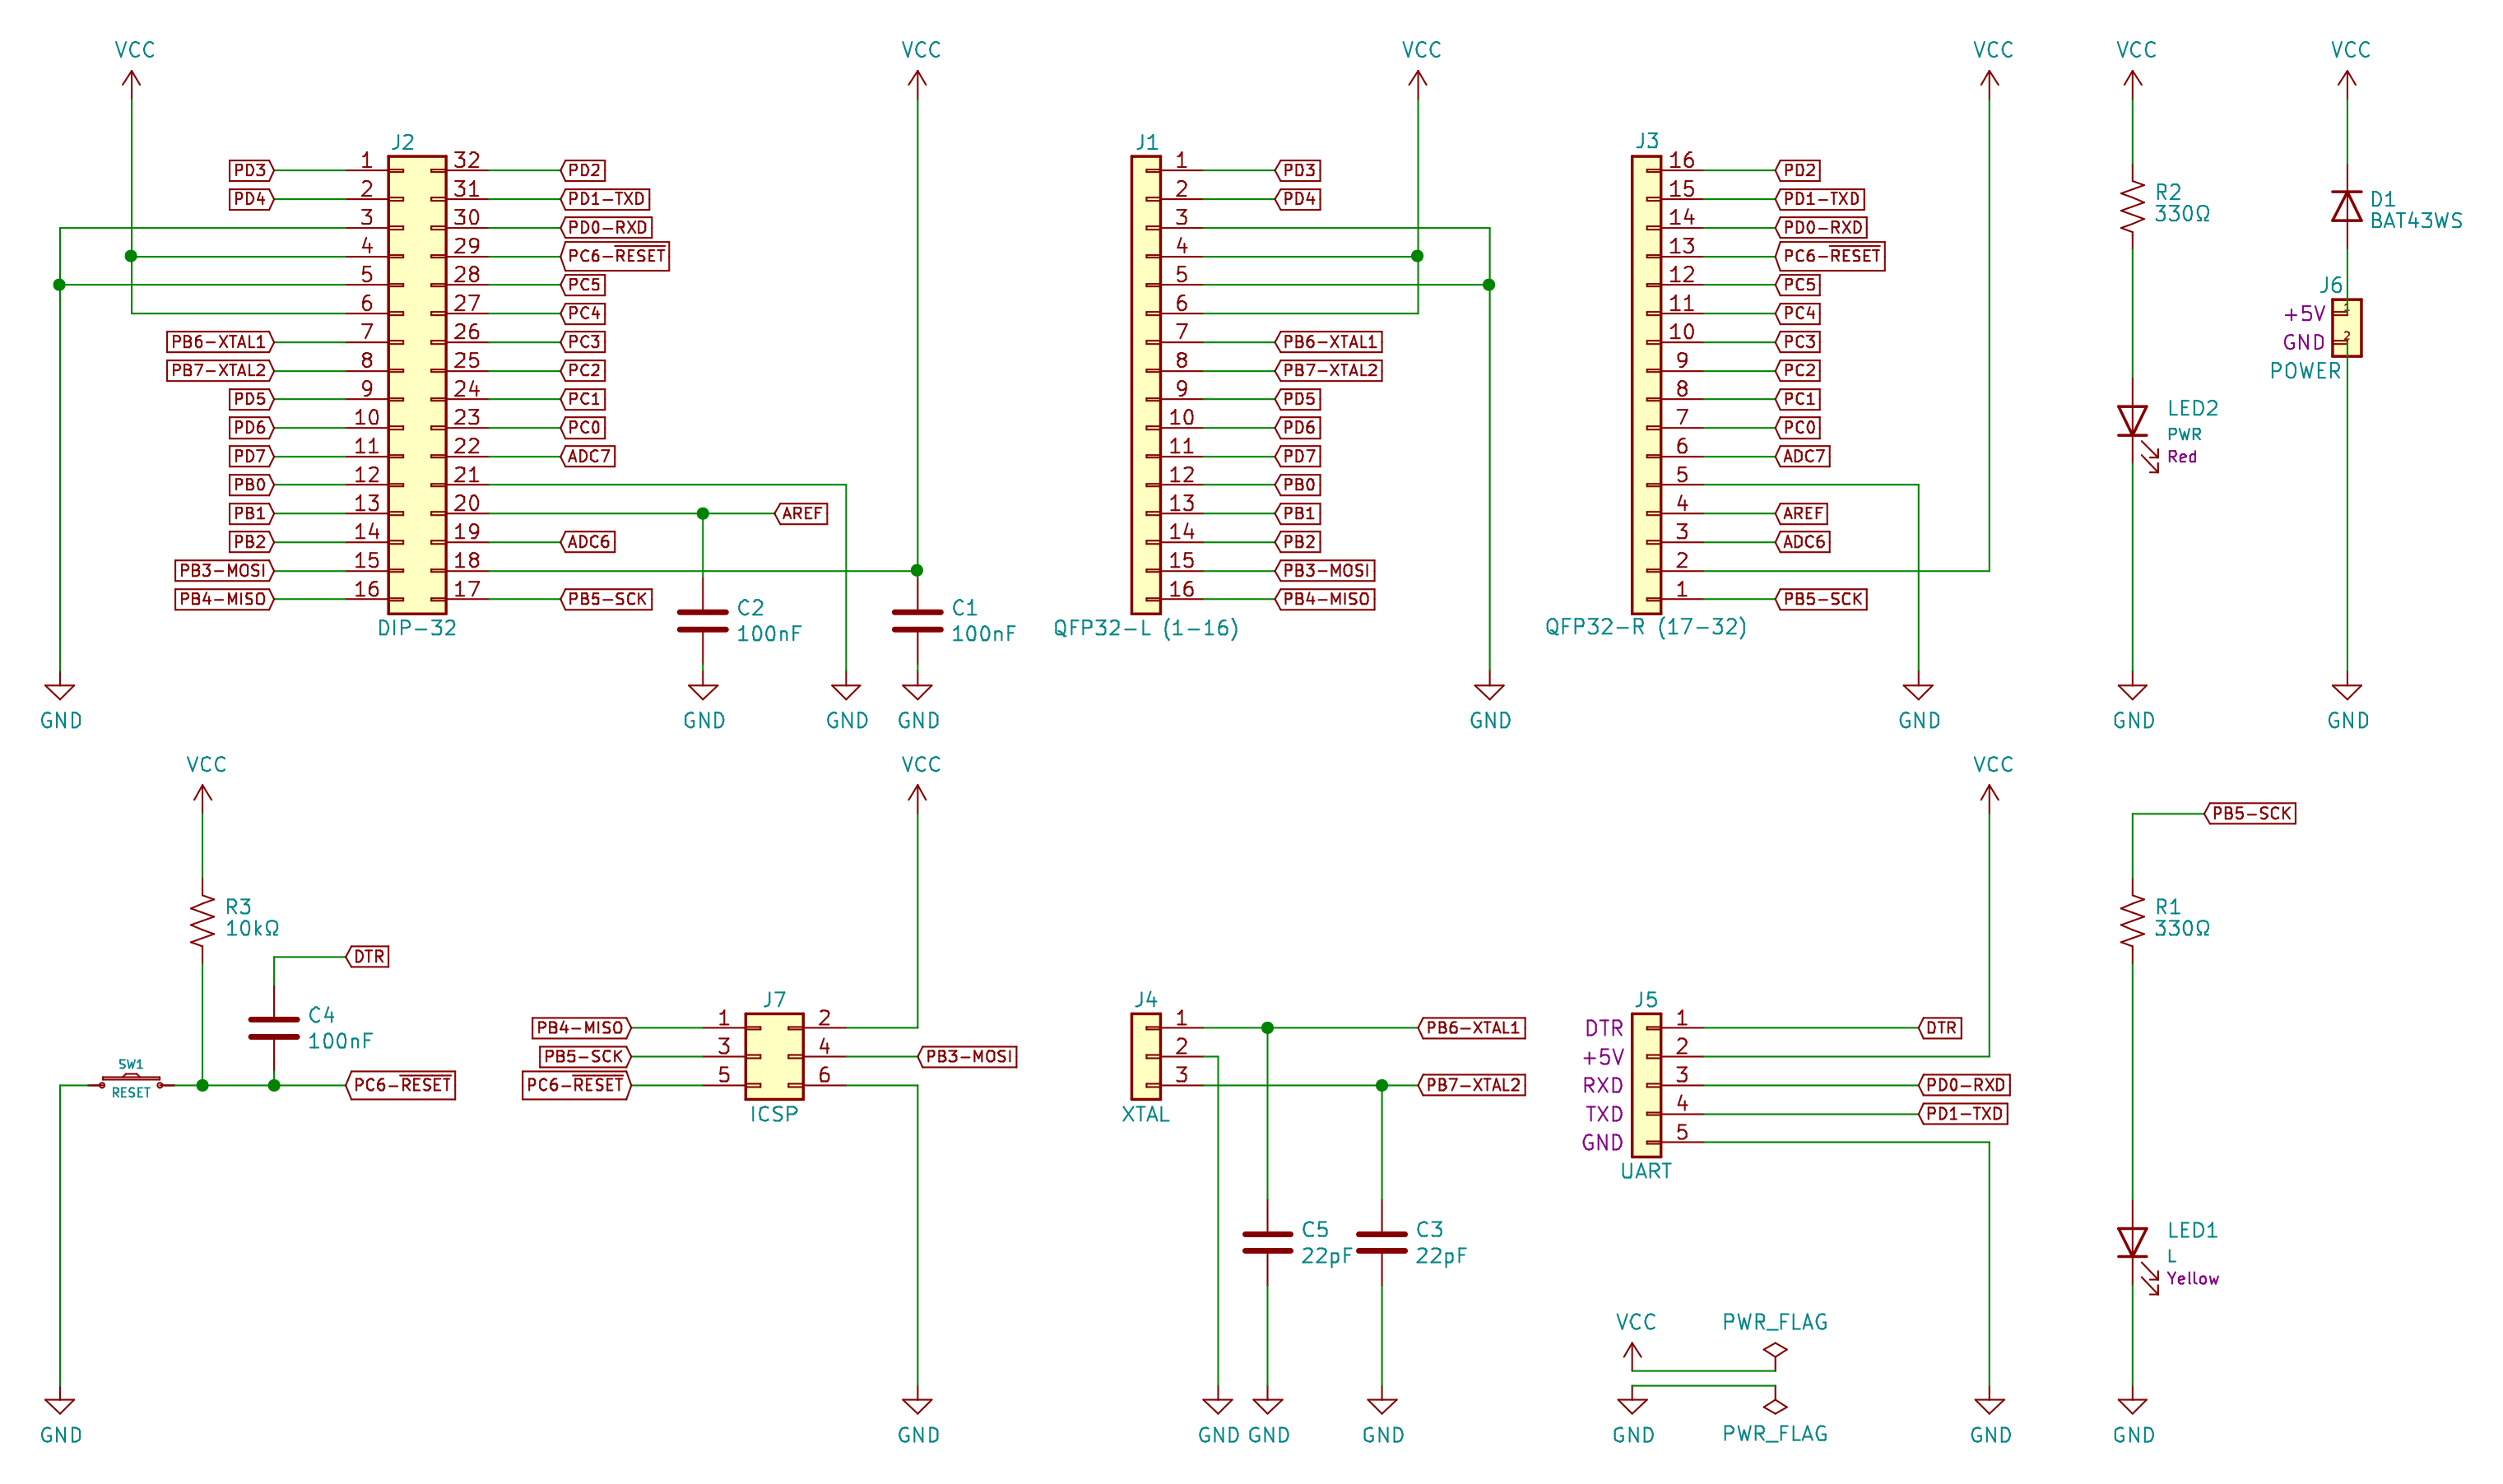 VCC VCC VCC VCC VCC VCC
J2 J1 J3
PD3 1 32 PD2 1 PD3 16 PD2
PD4 2 31 PD1-TXD 2 PD4 15 PD1-TXD R2 D1
3 30 PD0-RXD 3 14 PD0-RXD 330Ω BAT43WS
4 29 PC6-RESET 4 13 PC6-RESET
5 28 PC5 5 12 PC5 J6
6 27 PC4 6 11 PC4 +5V 1
PB6-XTAL1 7 26 PC3 7 PB6-XTAL1 10 PC3 GND 2
PB7-XTAL2 8 25 PC2 8 PB7-XTAL2 9 PC2 POWER
PD5 9 24 PC1 9 PD5 8 PC1 LED2
PD6 10 23 PC0 10 PD6 7 PC0 PWR
PD7 11 22 ADC7 11 PD7 6 ADC7 Red
PB0 12 21 12 PB0 5
PB1 13 20 AREF 13 PB1 4 AREF
PB2 14 19 ADC6 14 PB2 3 ADC6
PB3-MOSI 15 18 15 PB3-MOSI 2
PB4-MISO 16 17 PB5-SCK C2 C1 16 PB4-MISO 1 PB5-SCK
DIP-32 100nF 100nF QFP32-L (1-16) QFP32-R (17-32)
GND GND GND GND GND GND GND GND
VCC VCC VCC
PB5-SCK
R3 R1
10kΩ 330Ω
DTR
J7 J4 J5
C4 PB4-MISO 1 2 1 PB6-XTAL1 DTR 1 DTR
100nF
SW1 PB5-SCK 3 4 PB3-MOSI 2 +5V 2
PC6-RESET PC6-RESET 5 6 3 PB7-XTAL2 RXD 3 PD0-RXD
RESET
ICSP XTAL TXD 4 PD1-TXD
GND 5
UART
C5 C3 LED1
22pF 22pF L
Yellow
VCC PWR_FLAG
GND GND GND GND GND GND PWR_FLAG GND GND